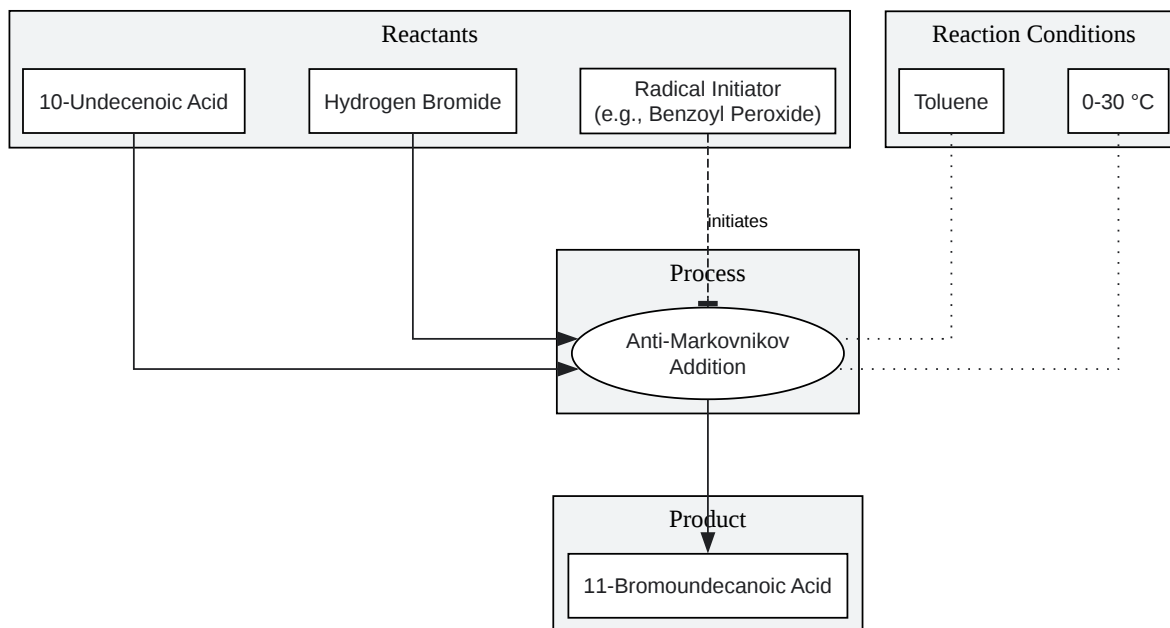 Reactants
Reaction Conditions
10-Undecenoic Acid
Hydrogen Bromide
Radical Initiator
(e.g., Benzoyl Peroxide)
Toluene
0-30 °C
initiates
Process
Anti-Markovnikov
Addition
Product
11-Bromoundecanoic Acid